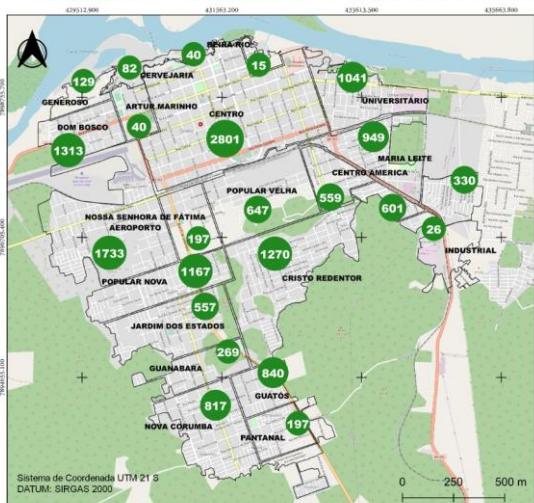 429512.900 431563.200 433613.500 435663.800
BEIRA RIO
40
82
15
129
CERVEJARIA
1041
GENEROSO
UNIVERSITÁRIO
ARTUR MARINHO
CENTRO
DOM BOSCO
40
2801
949
1313
MARIA LEITE
CENTRO AMERICA
330
POPULAR VELHA
559
601
647
NOSSA SENHORA DE FÁTIMA
AEROPORTO
197
26
1733
1270
INDUSTRIAL
1167
POPULAR NOVA
CRISTO REDENTOR
557
JARDIM DOS ESTADOS
269
GUANABARA
840
GUATÓS
817
197
NOVA CORUMBA
PANTANAL
Sistema de Coordenada UTM 21 S
DATUM: SIRGAS 2000
0 250 500 m